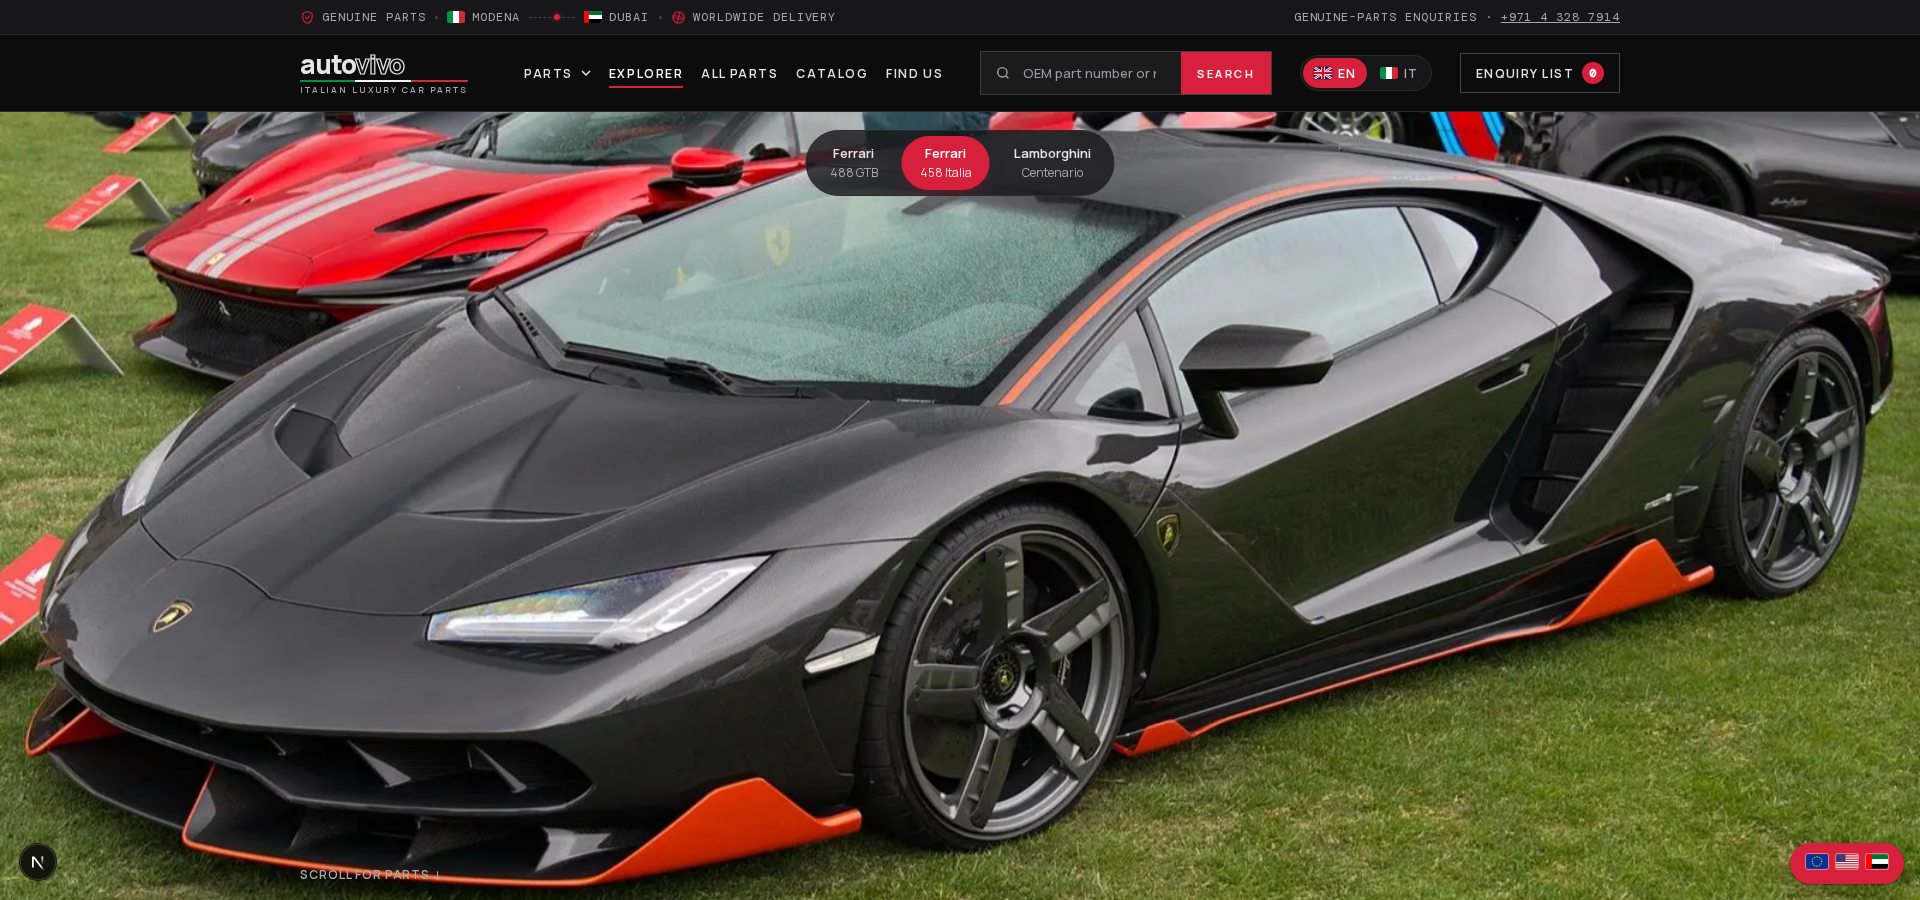 GENUINE PARTS • MODENA DUBAI • WORLDWIDE DELIVERY
GENUINE-PARTS ENQUIRIES · +971 4 328 7914
autovivo
ITALIAN LUXURY CAR PARTS
PARTS
EXPLORER
ALL PARTS
CATALOG
FIND US
OEM part number or r
SEARCH
EN
IT
ENQUIRY LIST 0
Ferrari
488 GTB
Ferrari
458 Italia
Lamborghini
Centenario
SCROLL FOR PARTS
N